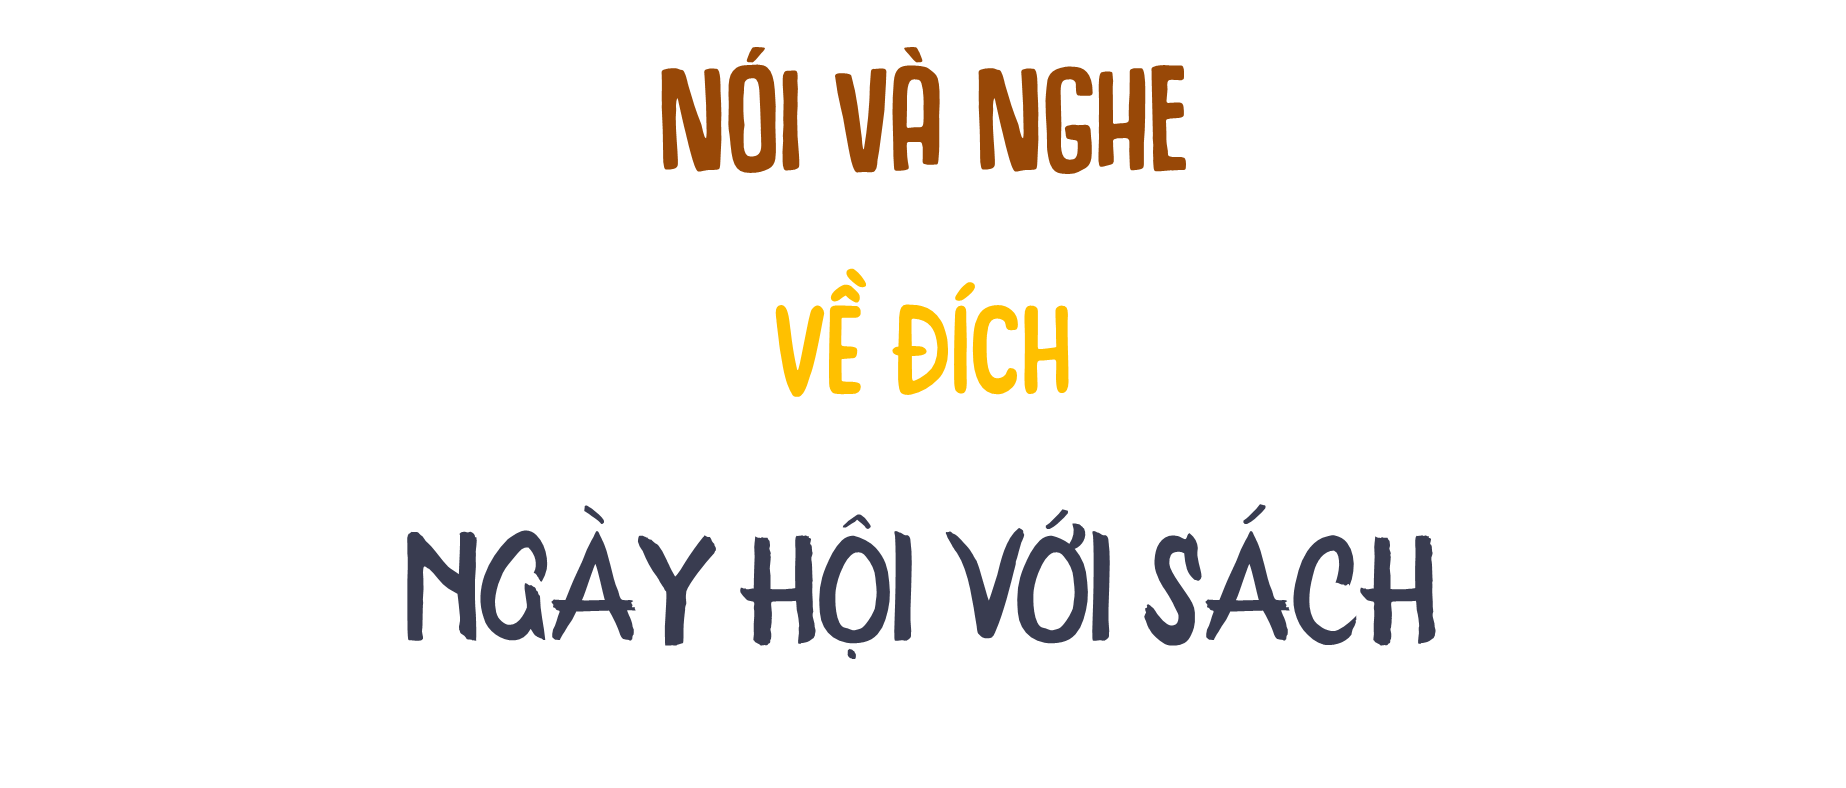 NÓI VÀ NGHE
VỀ ĐÍCH
NGÀY HỘI VỚI SÁCH